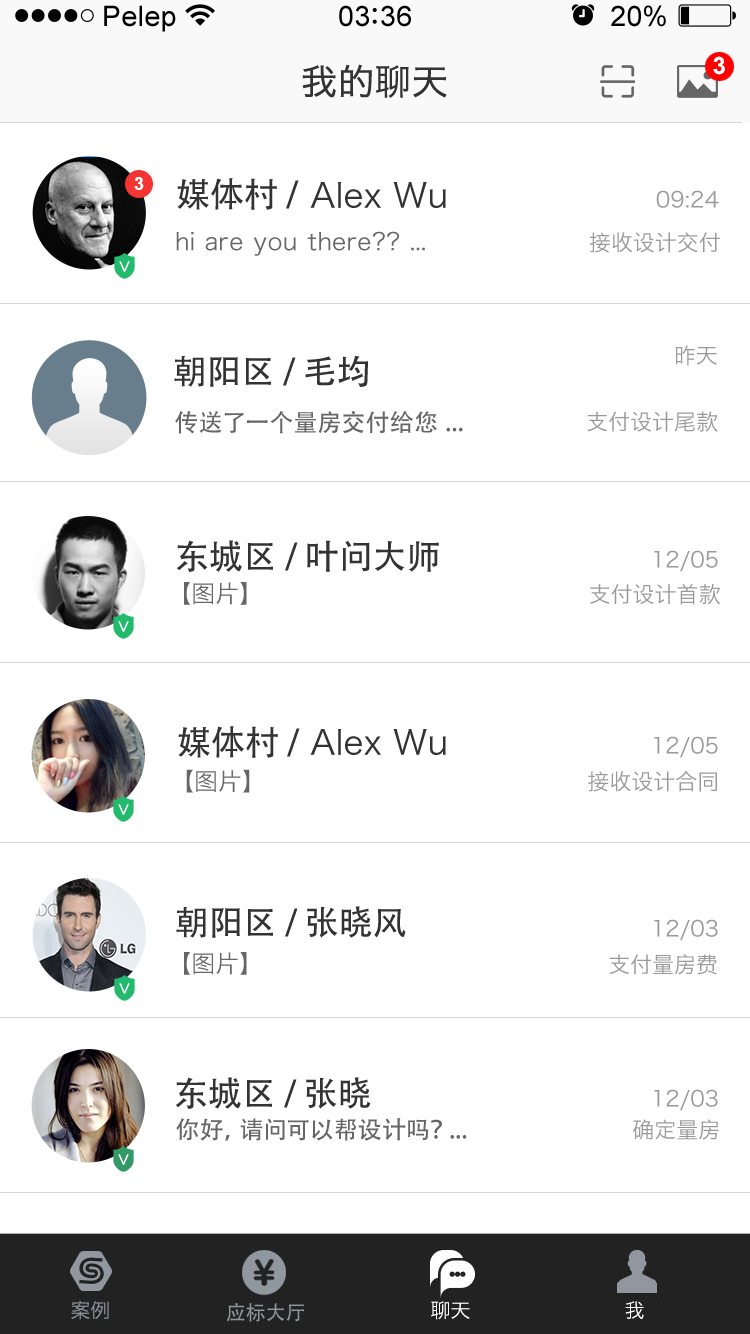 Pelep 03:36 20%
我的聊天 3
3
媒体村 / Alex Wu 09:24
hi are you there?? ... 接收设计交付
昨天
朝阳区 / 毛均
传送了一个量房交付给您 ... 支付设计尾款
东城区 / 叶问大师 12/05
【图片】 支付设计首款
V
媒体村 / Alex Wu 12/05
【图片】 接收设计合同
V
朝阳区 / 张晓风 12/03
LG
【图片】 支付量房费
V
东城区 / 张晓 12/03
你好, 请问可以帮设计吗? ... 确定量房
V
案例 应标大厅 聊天 我